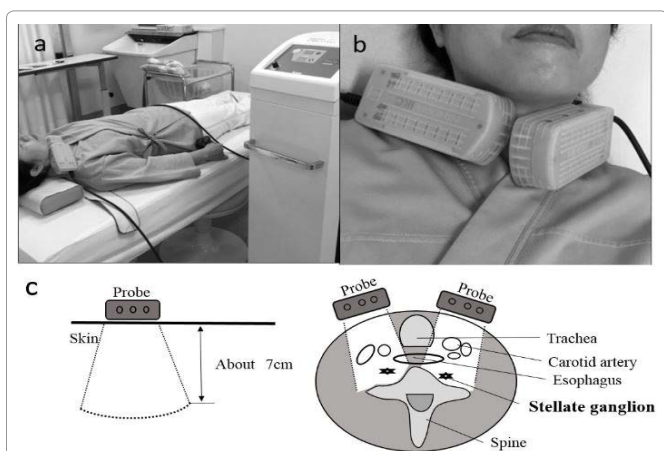 a
b
c
Probe
Skin
About 7cm
Probe
Probe
Trachea
Carotid artery
Esophagus
Stellate ganglion
Spine